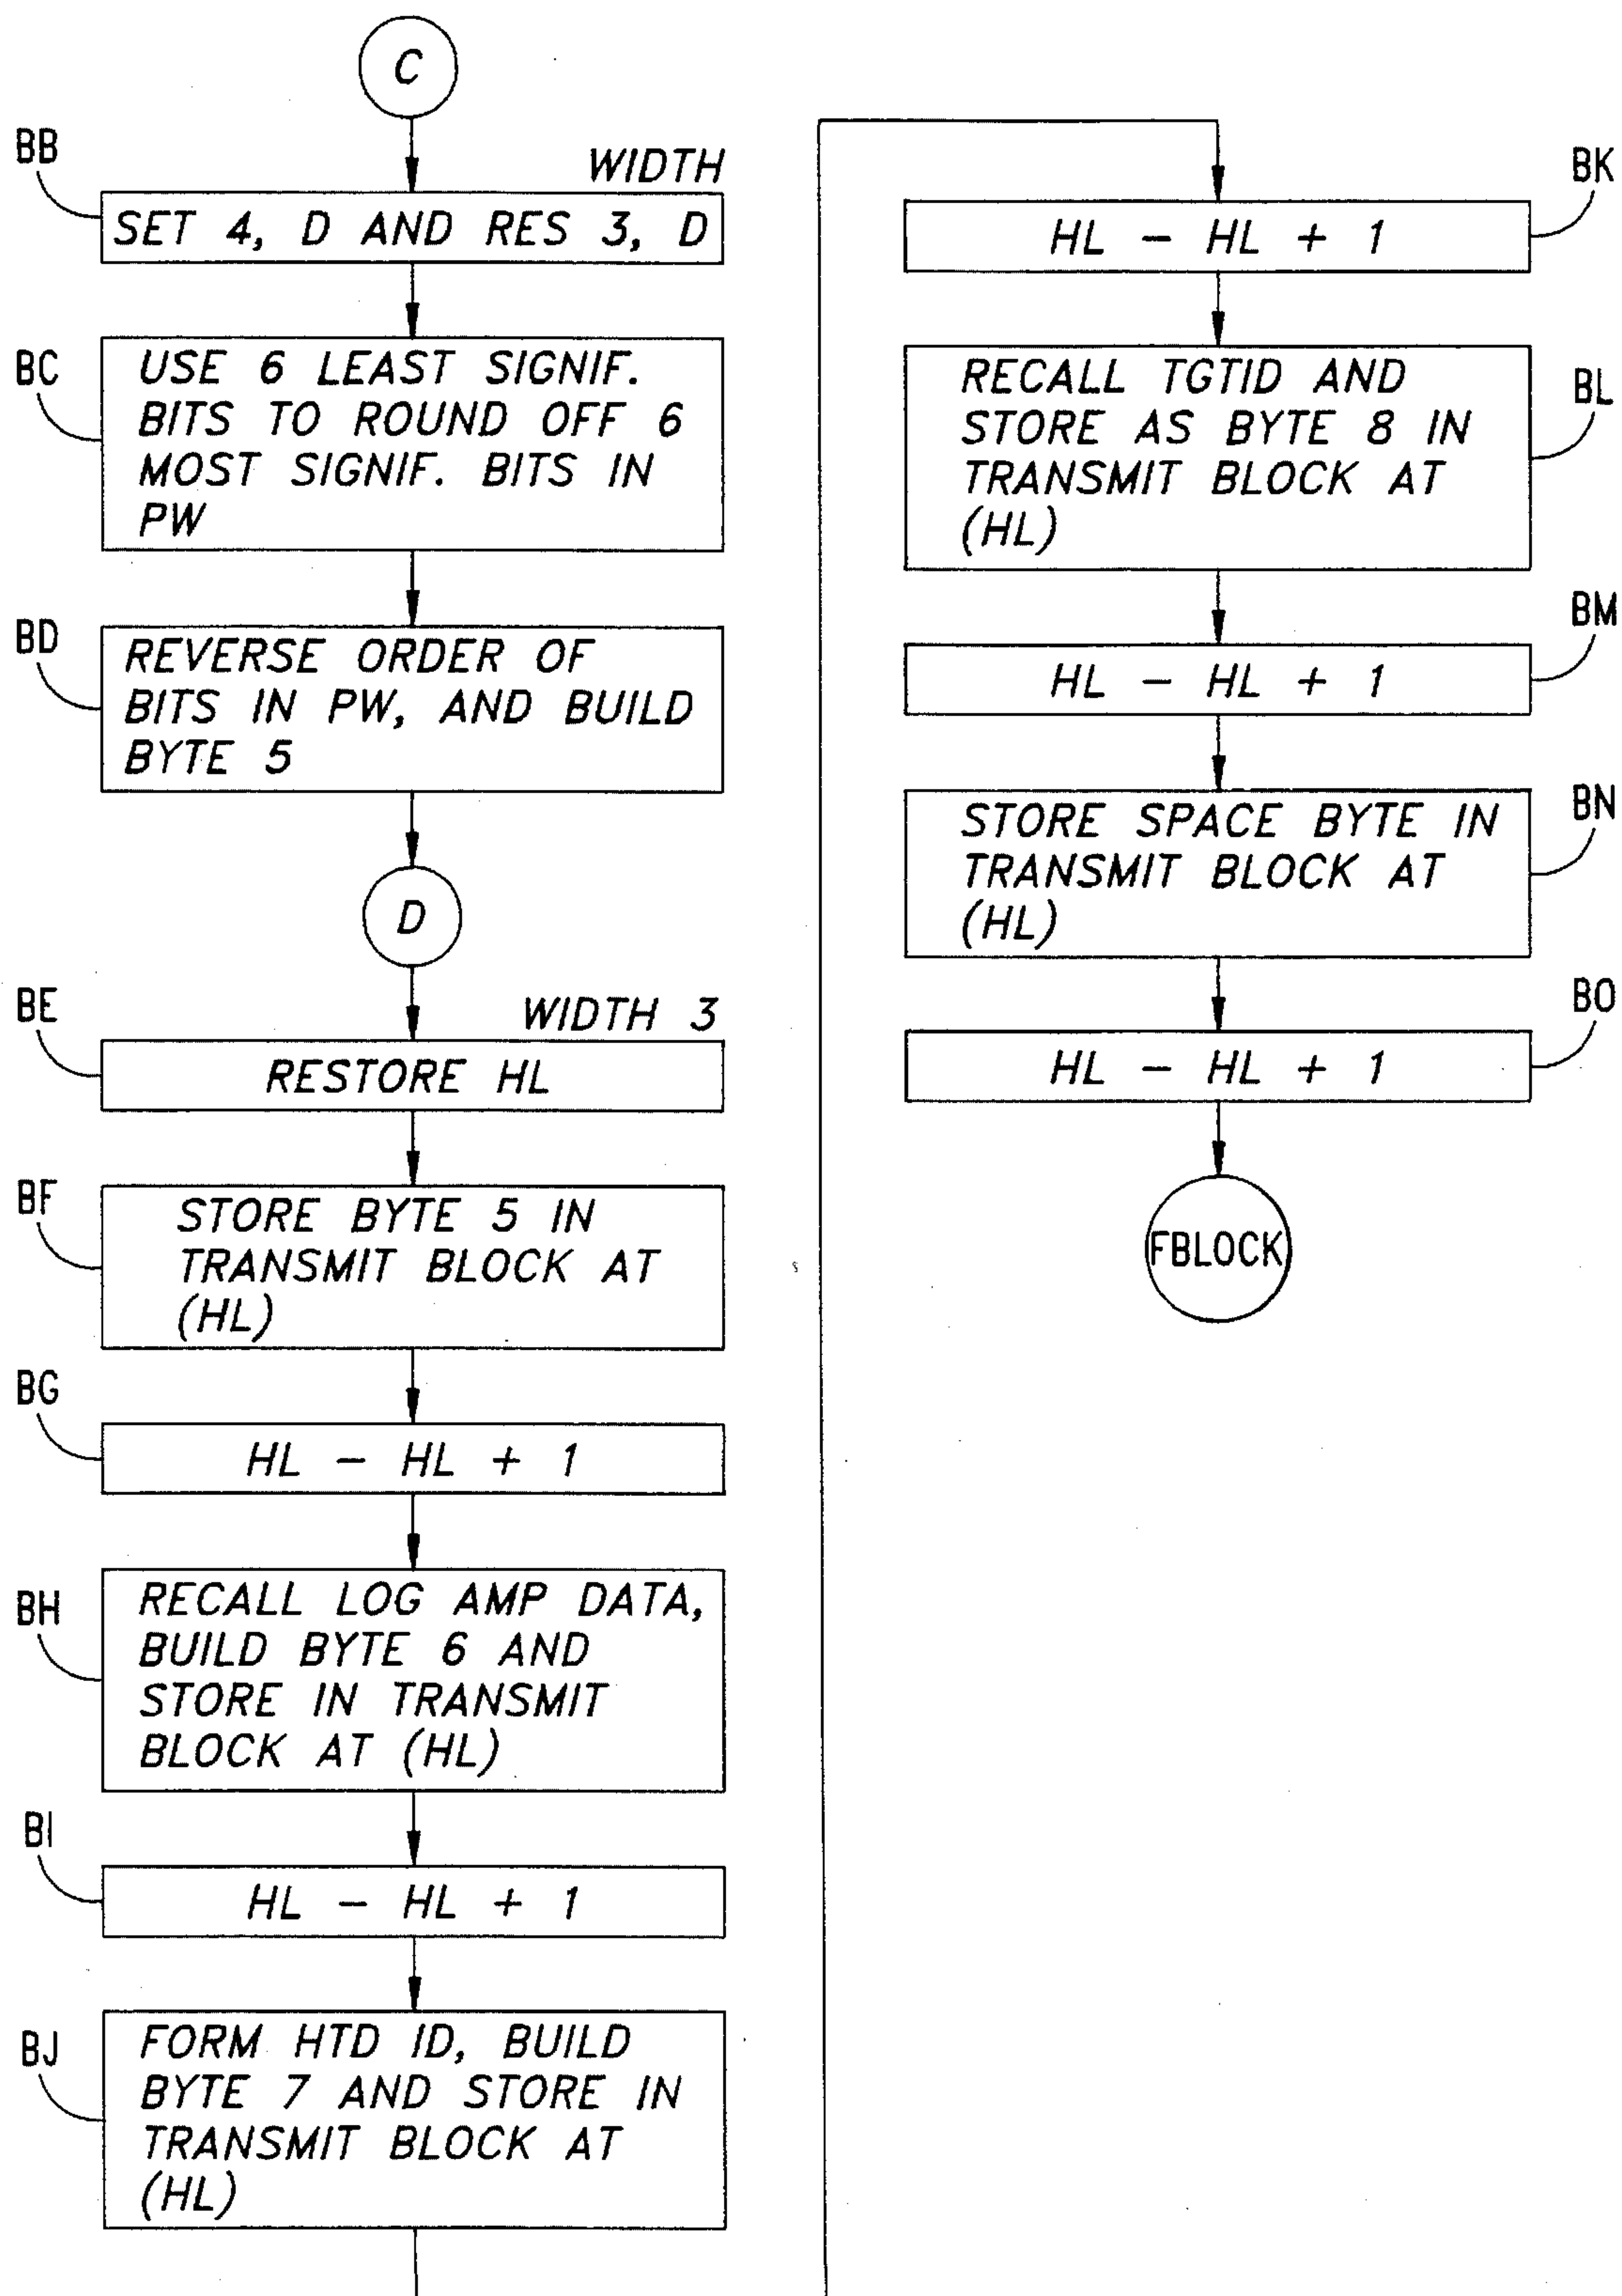 C
BB
WIDTH
SET 4, D AND RES 3, D
BC
USE 6 LEAST SIGNIF.
BITS TO ROUND OFF 6
MOST SIGNIF. BITS IN
PW
BD
REVERSE ORDER OF
BITS IN PW, AND BUILD
BYTE 5
D
BE
WIDTH 3
RESTORE HL
BF
STORE BYTE 5 IN
TRANSMIT BLOCK AT
(HL)
BG
HL - HL + 1
BH
RECALL LOG AMP DATA,
BUILD BYTE 6 AND
STORE IN TRANSMIT
BLOCK AT (HL)
BI
HL - HL + 1
BJ
FORM HTD ID, BUILD
BYTE 7 AND STORE IN
TRANSMIT BLOCK AT
(HL)
BK
HL - HL + 1
BL
RECALL TGTID AND
STORE AS BYTE 8 IN
TRANSMIT BLOCK AT
(HL)
BM
HL - HL + 1
BN
STORE SPACE BYTE IN
TRANSMIT BLOCK AT
(HL)
BO
HL - HL + 1
FBLOCK